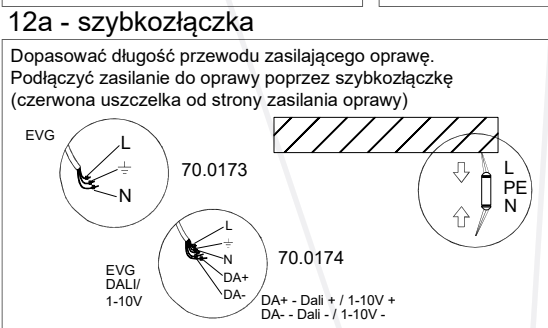 12a - szybkozłączka
Dopasować długość przewodu zasilającego oprawę.
Podłączyć zasilanie do oprawy poprzez szybkozłączkę
(czerwona uszczelka od strony zasilania oprawy)
EVG
L
N
70.0173
L
PE
N
EVG
DALI/
1-10V
L
N
DA+
DA-
70.0174
DA+ - Dali + / 1-10V +
DA- - Dali - / 1-10V -